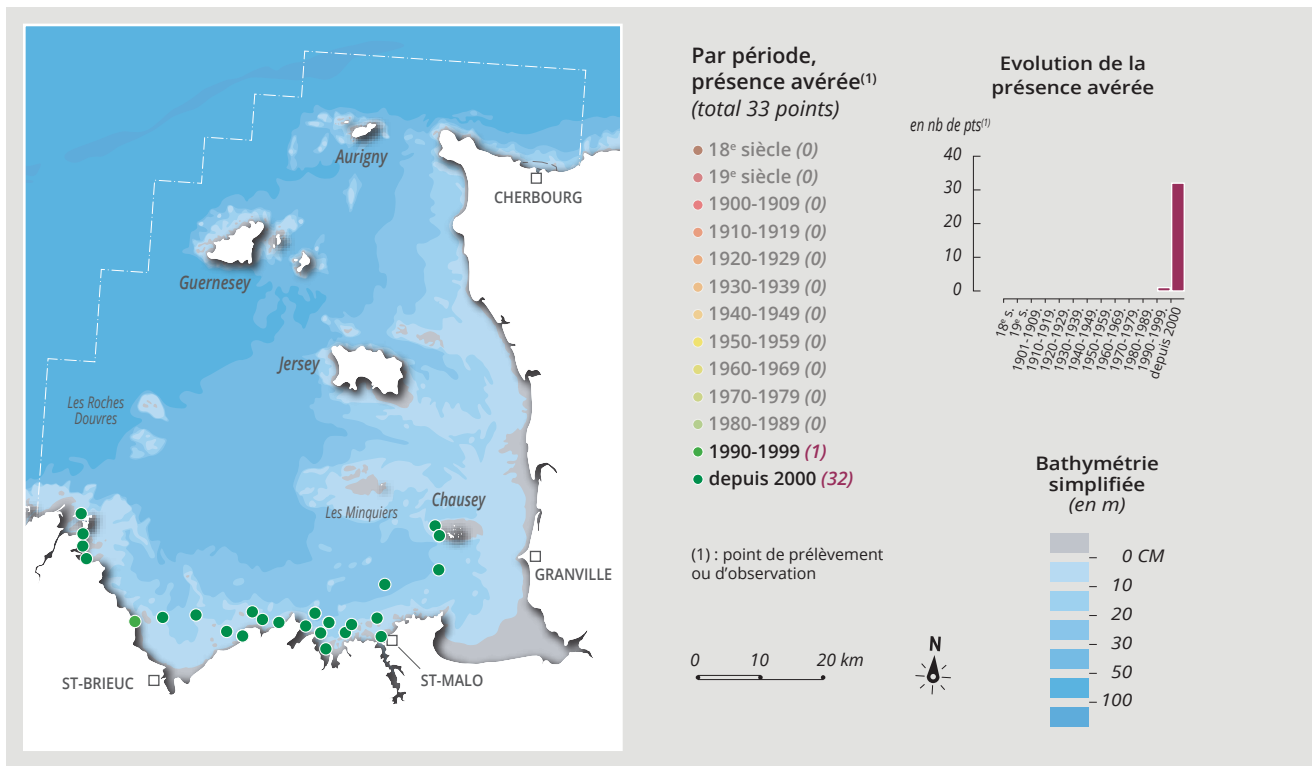 Aurigny
CHERBOURG
Guernesey
Jersey
Les Roches
Douvres
Les Minquiers
Chausey
GRANVILLE
ST-BRIEUC
ST-MALO
Par période,
présence avérée(1)
(total 33 points)
18e siècle (0)
19e siècle (0)
1900-1909 (0)
1910-1919 (0)
1920-1929 (0)
1930-1939 (0)
1940-1949 (0)
1950-1959 (0)
1960-1969 (0)
1970-1979 (0)
1980-1989 (0)
1990-1999 (1)
depuis 2000 (32)
(1) : point de prélèvement
ou d'observation
0 10 20 km
N
Evolution de la
présence avérée
en nb de pts(1)
40
30
20
10
0
18e s.
19e s.
1901-1909.
1910-1919.
1920-1929.
1930-1939.
1940-1949.
1950-1959.
1960-1969.
1970-1979.
1980-1989.
1990-1999.
depuis 2000
Bathymétrie
simplifiée
(en m)
0 CM
10
20
30
50
100